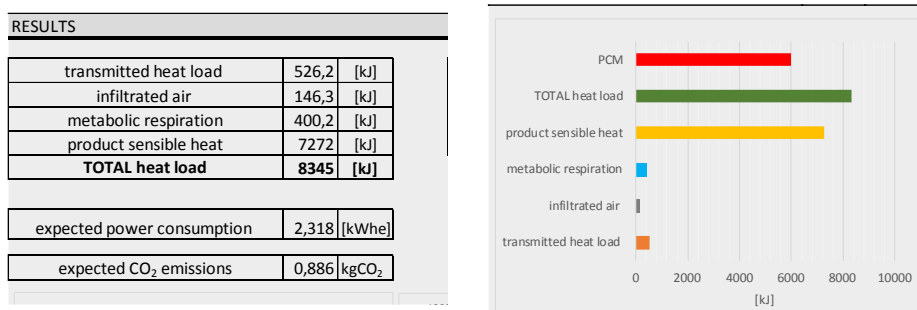 RESULTS
transmitted heat load 526,2 [kJ]
infiltrated air 146,3 [kJ]
metabolic respiration 400,2 [kJ]
product sensible heat 7272 [kJ]
TOTAL heat load 8345 [kJ]
expected power consumption 2,318 [kWhe]
expected CO₂ emissions 0,886 kgCO₂
PCM
TOTAL heat load
product sensible heat
metabolic respiration
infiltrated air
transmitted heat load
0 2000 4000 6000 8000 10000
[kJ]